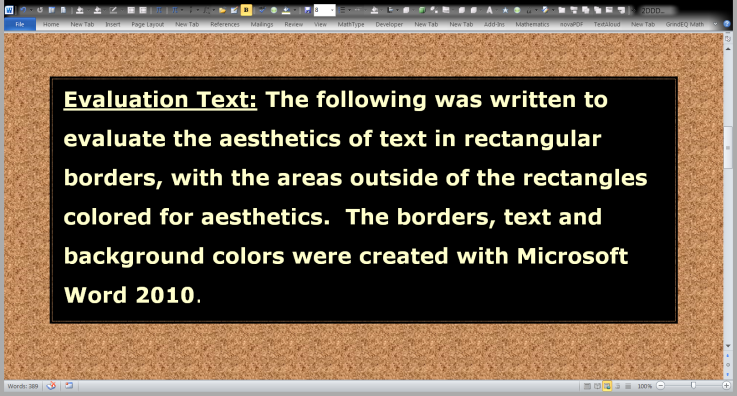 W 8 A 2000...
File Home New Tab Insert Page Layout New Tab References Mailings Review View MathType Developer New Tab New Tab Add-Ins Mathematics novaPDF TextAloud New Tab GrindEQ Math
Evaluation Text: The following was written to
evaluate the aesthetics of text in rectangular
borders, with the areas outside of the rectangles
colored for aesthetics.  The borders, text and
background colors were created with Microsoft
Word 2010.
Words: 389 100%